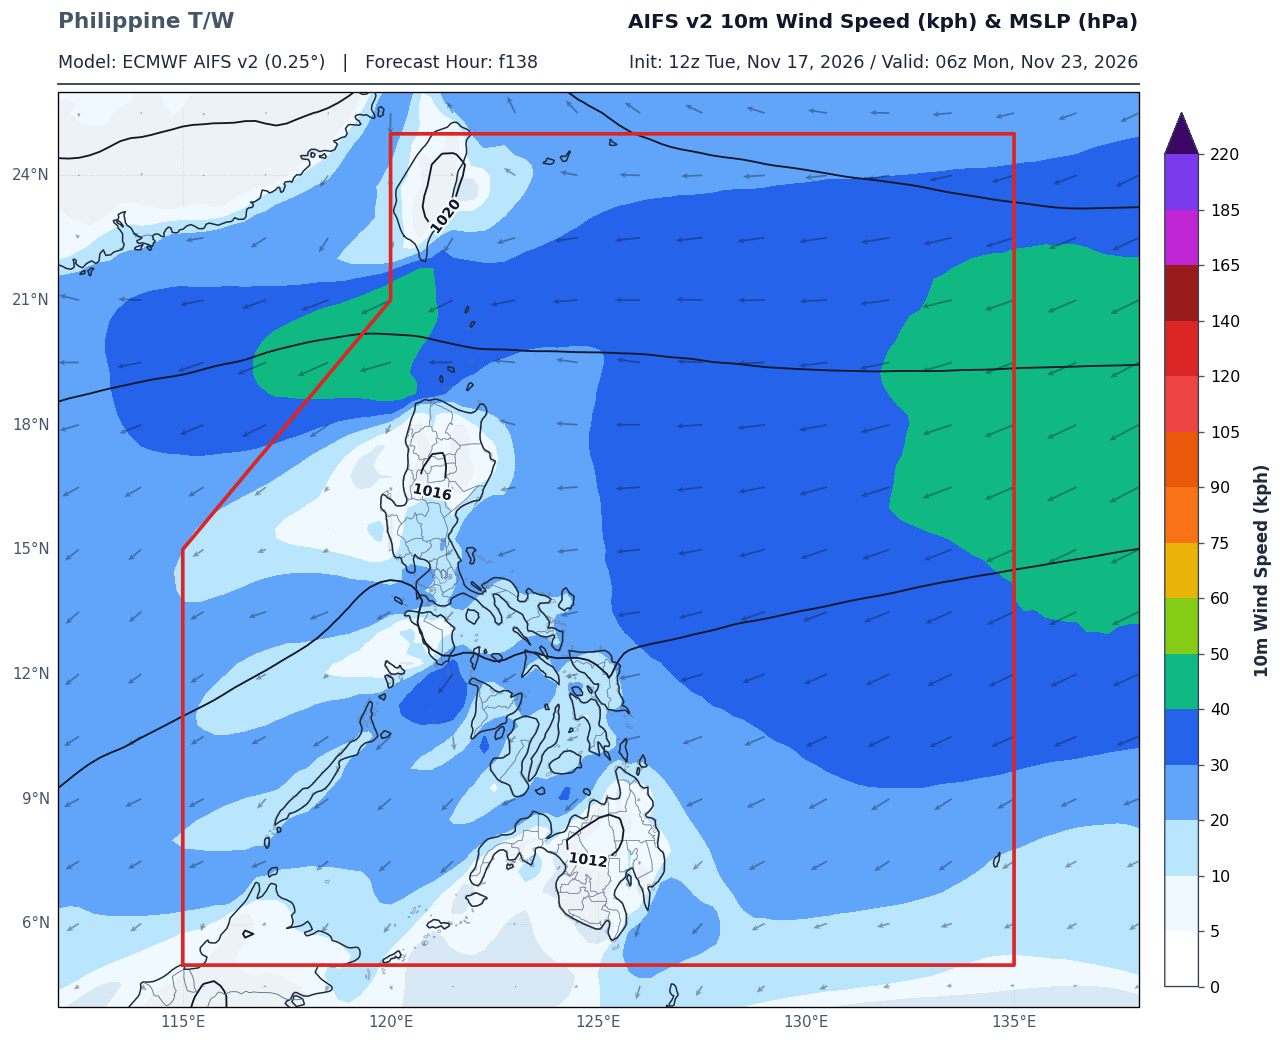 Philippine T/W
AIFS v2 10m Wind Speed (kph) & MSLP (hPa)
Model: ECMWF AIFS v2 (0.25°) | Forecast Hour: f138
Init: 12z Tue, Nov 17, 2026 / Valid: 06z Mon, Nov 23, 2026
24°N
21°N
18°N
15°N
12°N
9°N
6°N
115°E
120°E
125°E
130°E
135°E
1020
1016
1012
220
185
165
140
120
105
90
75
60
50
40
30
20
10
5
0
10m Wind Speed (kph)